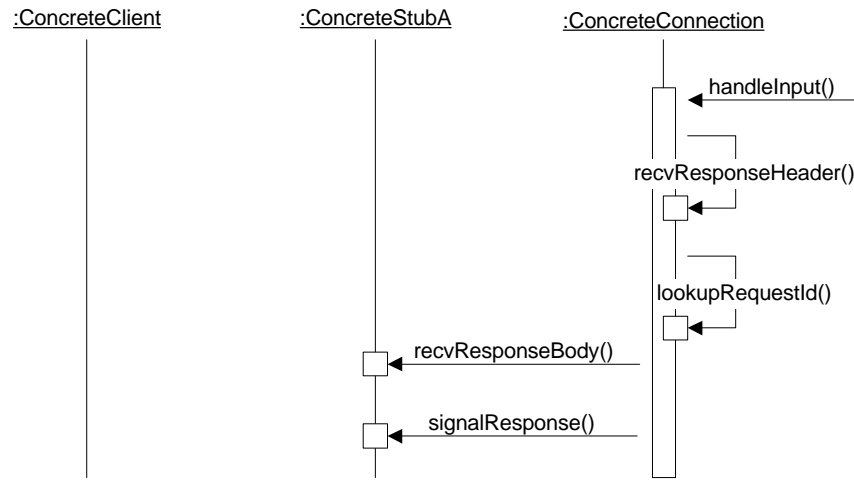 :ConcreteClient
:ConcreteStubA
:ConcreteConnection
handleInput()
recvResponseHeader()
lookupRequestId()
recvResponseBody()
signalResponse()